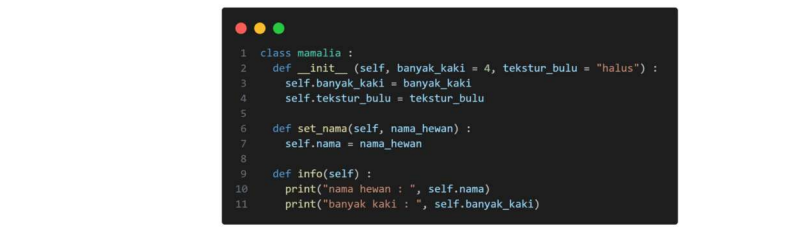 1 class mamalia :
2   def __init__ (self, banyak_kaki = 4, tekstur_bulu = "halus") :
3     self.banyak_kaki = banyak_kaki
4     self.tekstur_bulu = tekstur_bulu
5
6   def set_nama(self, nama_hewan) :
7     self.nama = nama_hewan
8
9   def info(self) :
10     print("nama hewan : ", self.nama)
11     print("banyak kaki : ", self.banyak_kaki)